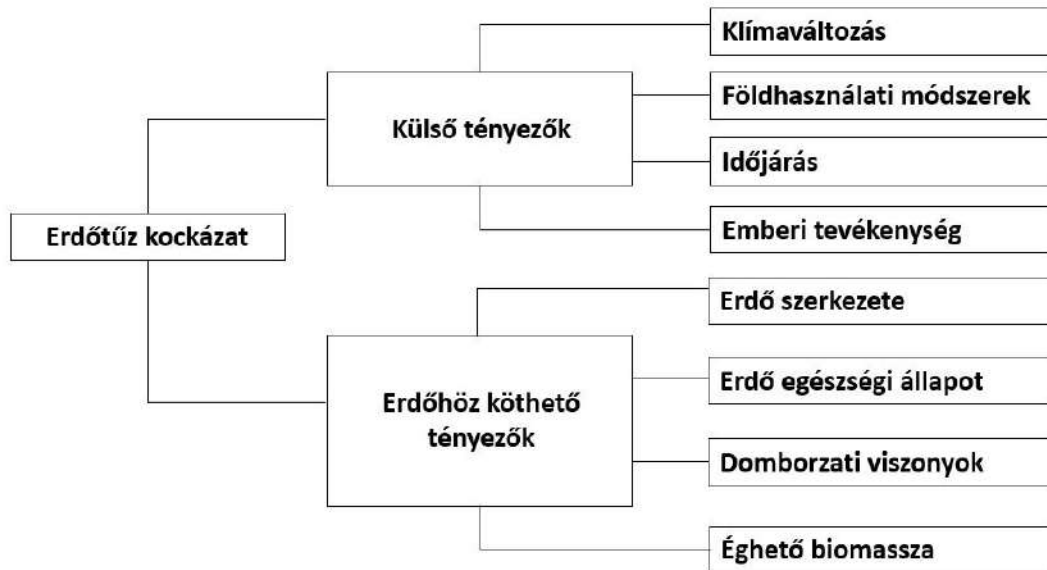 Erdőtűz kockázat
Külső tényezők
Klímaváltozás
Földhasználati módszerek
Időjárás
Emberi tevékenység
Erdőhöz köthető
tényezők
Erdő szerkezete
Erdő egészségi állapot
Domborzati viszonyok
Éghető biomassza